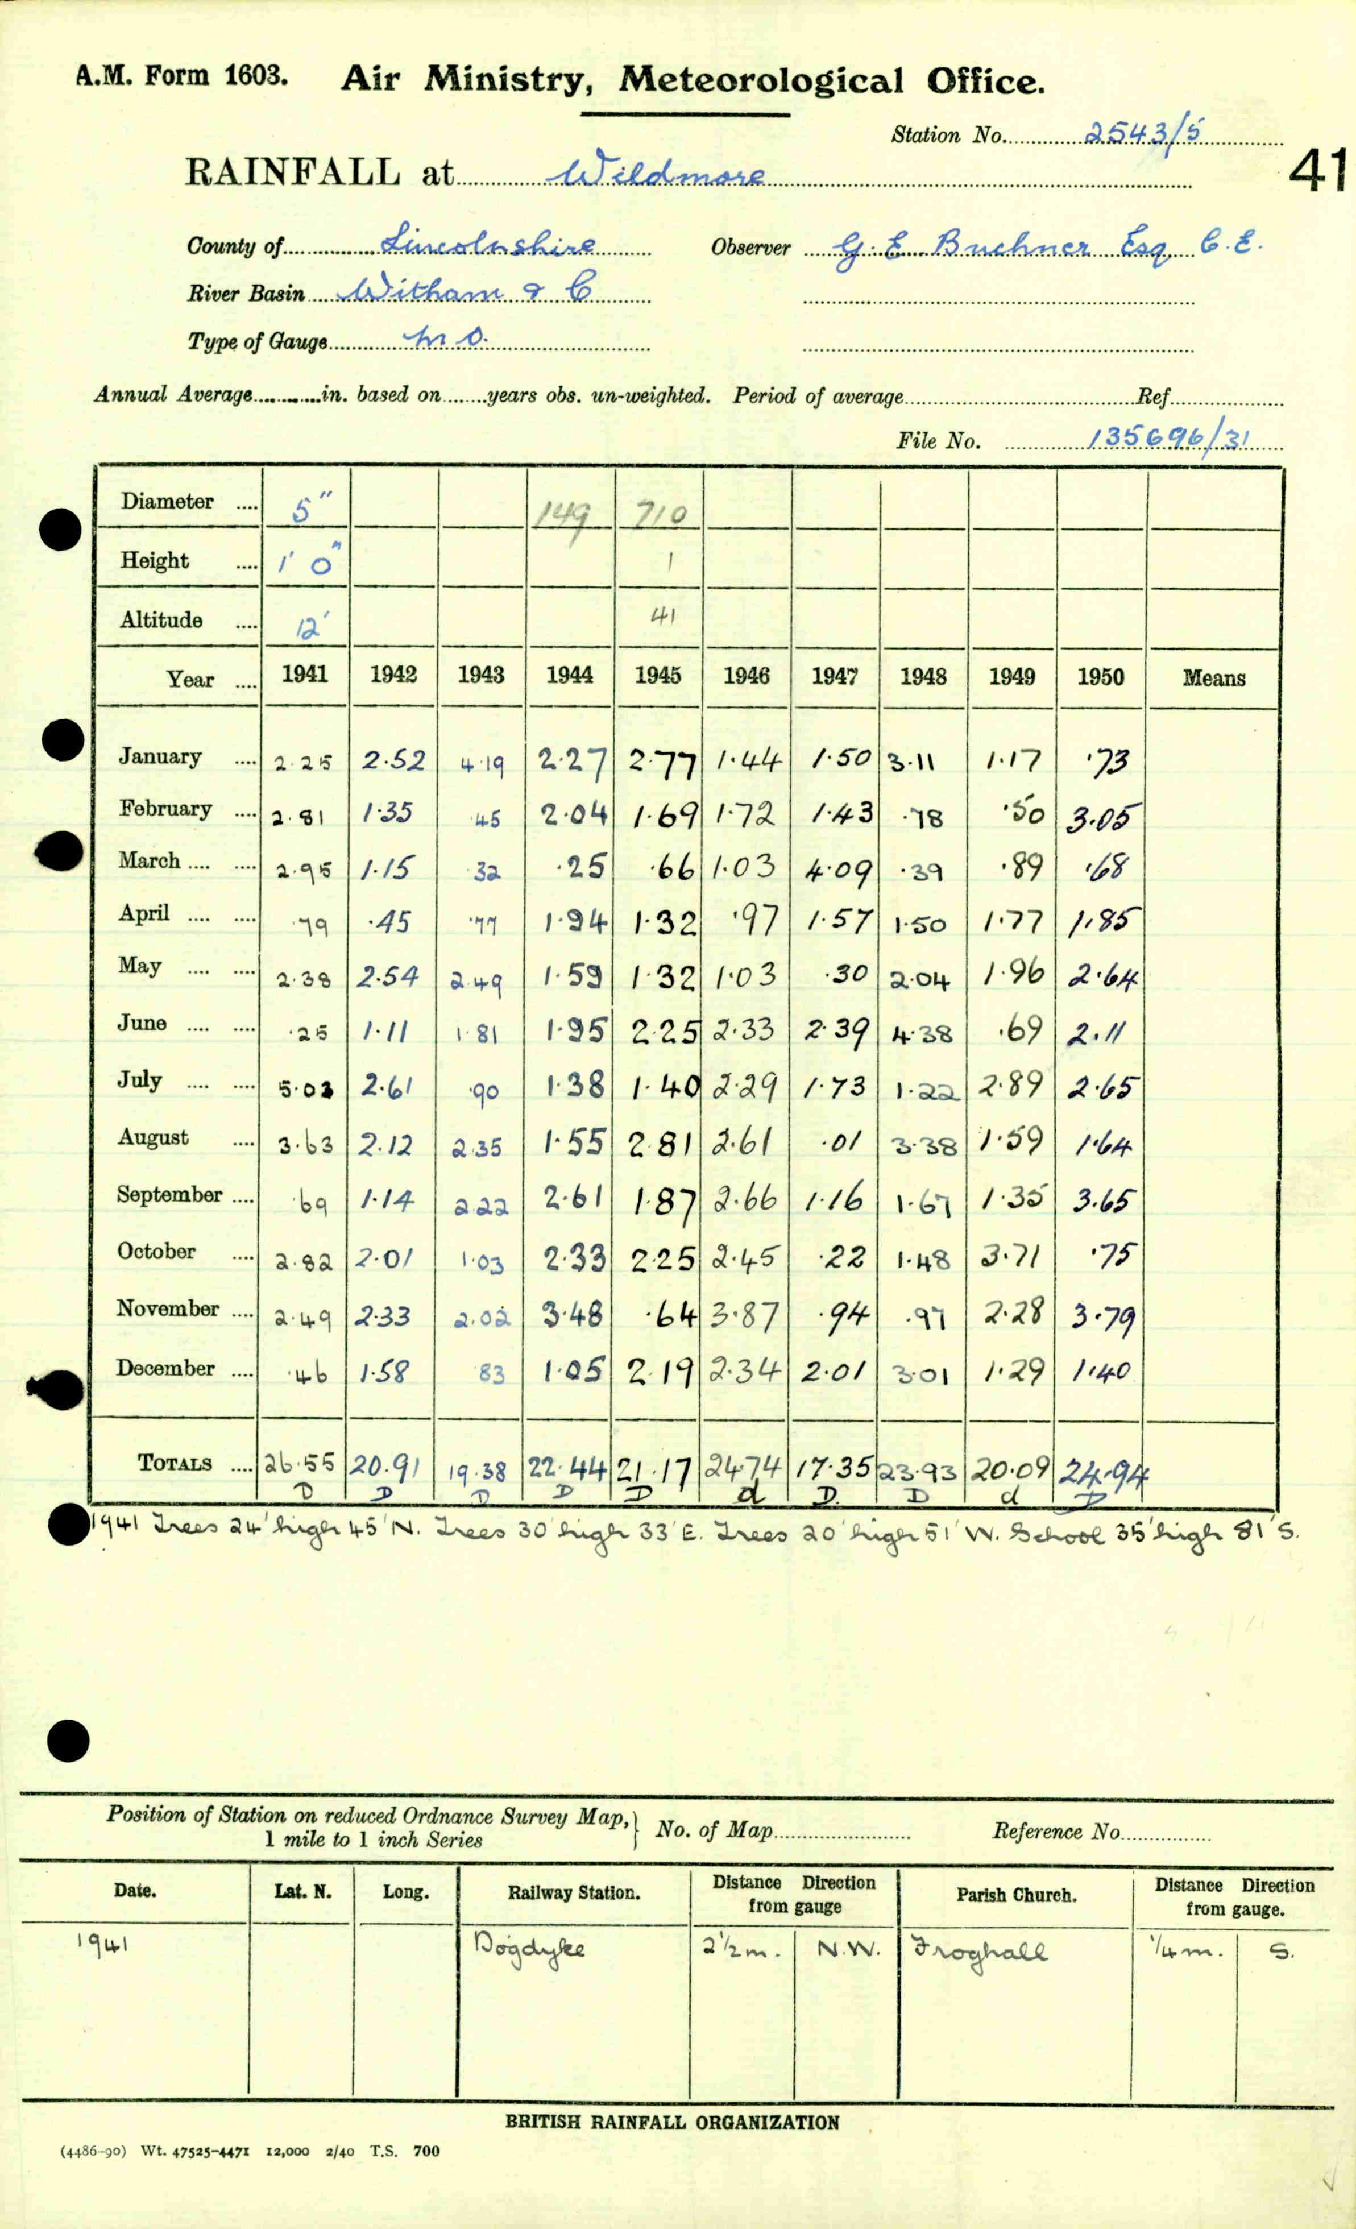 A.M. Form 1603. Air Ministry, Meteorological Office.
Station No. 2543/5
RAINFALL at Wildmore
41
County of Lincolnshire Observer G. E. Buchner Esq. C.E.
River Basin Witham & C
Type of Gauge M O.
Annual Average............in. based on........years obs. un-weighted. Period of average Ref
File No. 135696/31
Diameter .... 5" 149 710
Height .... 1' 0" 1
Altitude .... 12' 41
Year .... 1941 1942 1943 1944 1945 1946 1947 1948 1949 1950 Means
January .... 2.25 2.52 4.19 2.27 2.77 1.44 1.50 3.11 1.17 .73
February .... 2.81 1.35 .45 2.04 1.69 1.72 1.43 .78 .50 3.05
March .... .... 2.95 1.15 .32 .25 .66 1.03 4.09 .39 .89 .68
April .... .... .79 .45 .77 1.94 1.32 .97 1.57 1.50 1.77 1.85
May .... .... 2.38 2.54 2.49 1.59 1.32 1.03 .30 2.04 1.96 2.64
June .... .... .25 1.11 1.81 1.95 2.25 2.33 2.39 4.38 .69 2.11
July .... .... 5.03 2.61 .90 1.38 1.40 2.29 1.73 1.22 2.89 2.65
August .... 3.63 2.12 2.35 1.55 2.81 2.61 .01 3.38 1.59 1.64
September .... .69 1.14 2.22 2.61 1.87 2.66 1.16 1.67 1.35 3.65
October .... 2.82 2.01 1.03 2.33 2.25 2.45 .22 1.48 3.71 .75
November .... 2.49 2.33 2.02 3.48 .64 3.87 .94 .97 2.28 3.79
December .... .46 1.58 83 1.05 2.19 2.34 2.01 3.01 1.29 1.40
TOTALS .... 26.55 20.91 19.38 22.44 21.17 24.74 17.35 23.93 20.09 24.94
D D D D D d D. D d D
1941 Trees 24' high 45' N. Trees 30' high 33' E. Trees 20' high 51' W. School 35' high 81' S.
Position of Station on reduced Ordnance Survey Map,
1 mile to 1 inch Series
No. of Map Reference No.
Date. Lat. N. Long. Railway Station. Distance from gauge Direction Parish Church. Distance Direction from gauge.
1941 Dogdyke 2½ m. N.W. Froghall ¼ m. S.
BRITISH RAINFALL ORGANIZATION
(4486-90) Wt. 47525-4471 12,000 2/40 T.S. 700